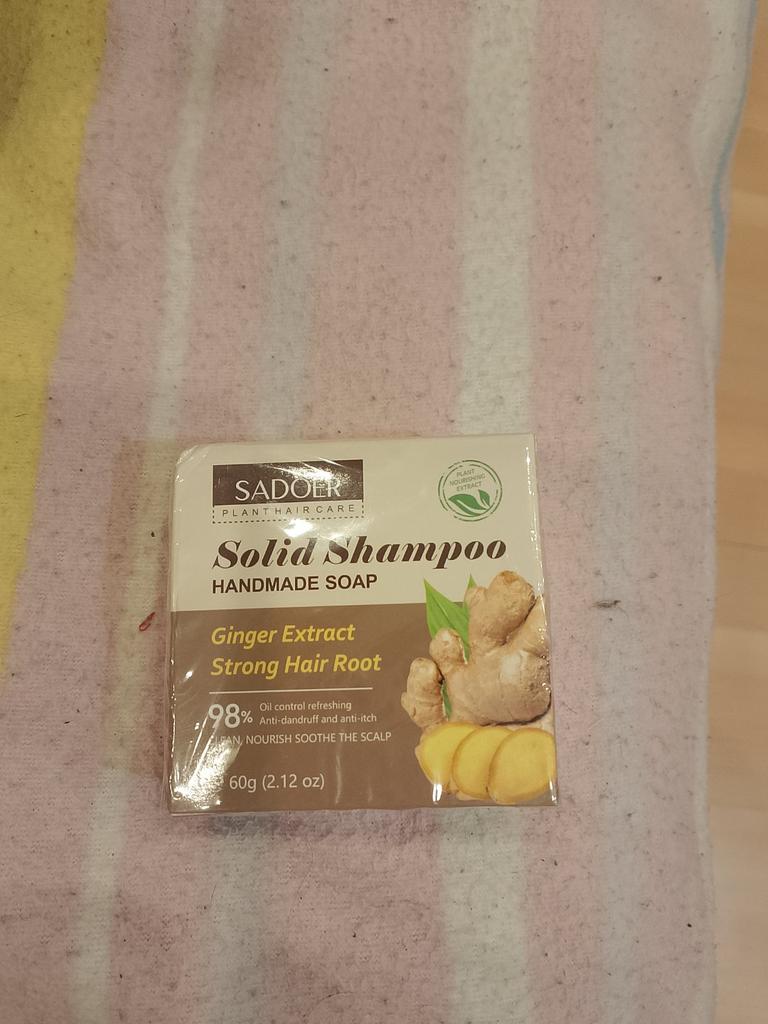 SADOER
PLANT HAIR CARE
PLANT
NOURISHING
EXTRACT
Solid Shampoo
HANDMADE SOAP
Ginger Extract
Strong Hair Root
98%
Oil control refreshing
Anti-dandruff and anti-itch
CLEAN, NOURISH SOOTHE THE SCALP
60g (2.12 oz)